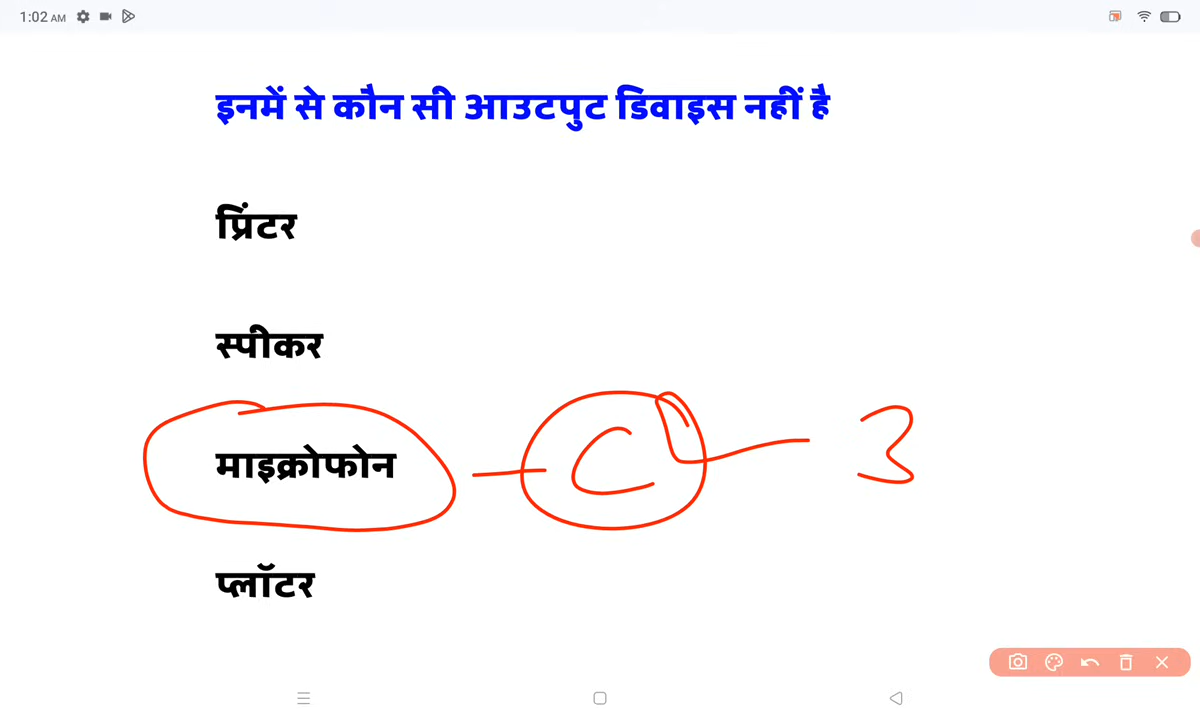 1:02 AM
इनमें से कौन सी आउटपुट डिवाइस नहीं है
प्रिंटर
स्पीकर
माइक्रोफोन - C - 3
प्लॉटर